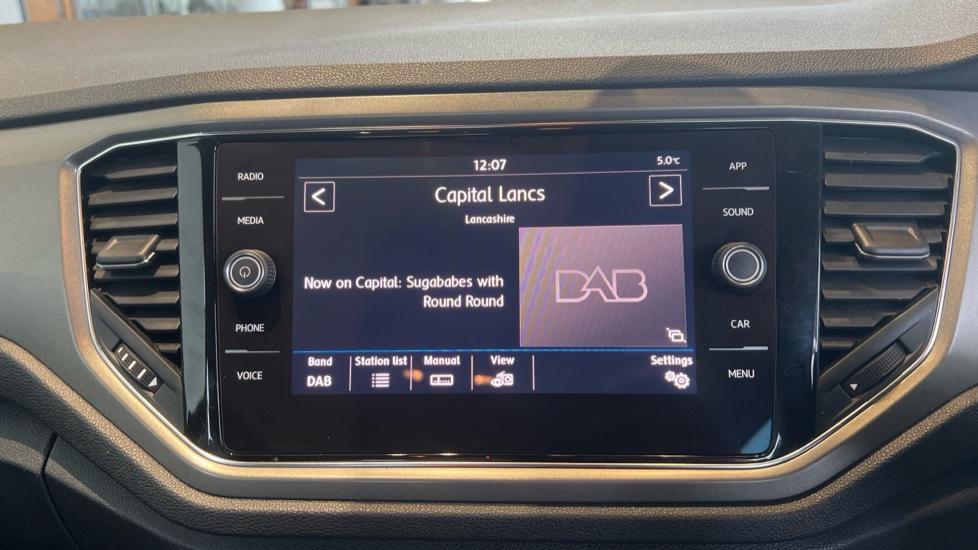 12:07
5.0°C
RADIO
APP
Capital Lancs
MEDIA
SOUND
Lancashire
Now on Capital: Sugababes with
Round Round
DAB
PHONE
CAR
Band
Station list
Manual
View
Settings
DAB
VOICE
MENU